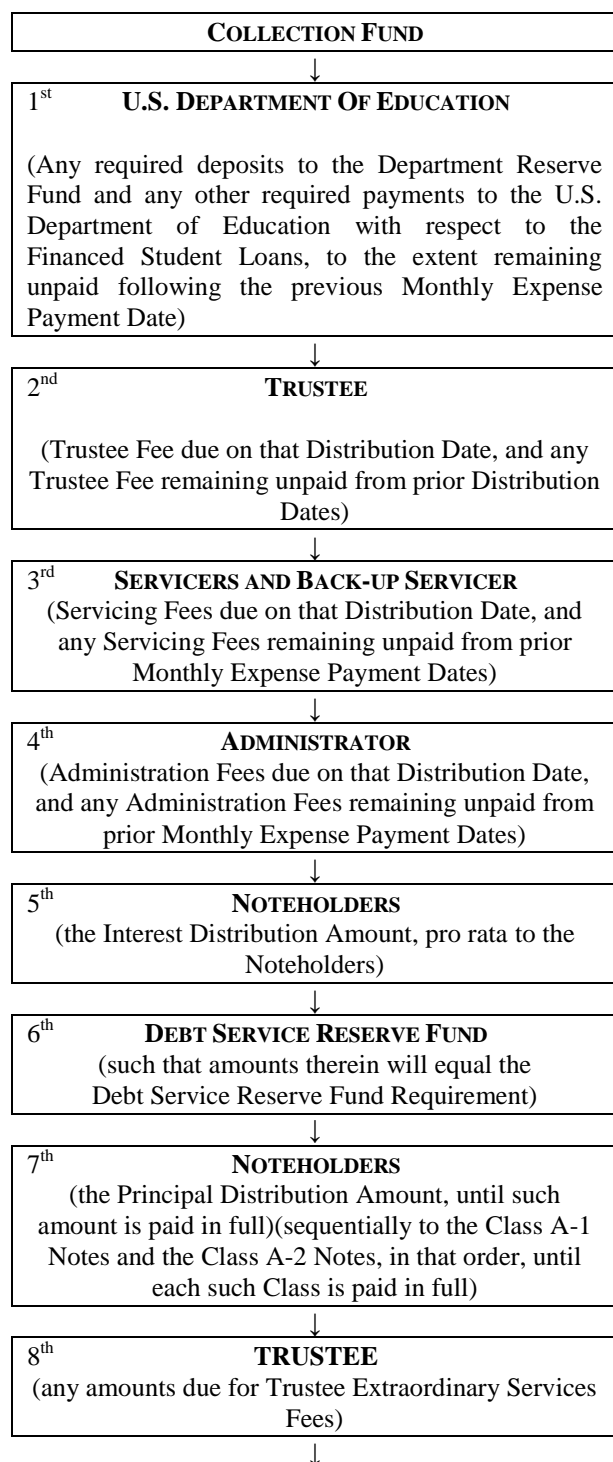 COLLECTION FUND
↓
1st U.S. DEPARTMENT OF EDUCATION
(Any required deposits to the Department Reserve
Fund and any other required payments to the U.S.
Department of Education with respect to the
Financed Student Loans, to the extent remaining
unpaid following the previous Monthly Expense
Payment Date)
↓
2nd TRUSTEE
(Trustee Fee due on that Distribution Date, and any
Trustee Fee remaining unpaid from prior Distribution
Dates)
↓
3rd SERVICERS AND BACK-UP SERVICER
(Servicing Fees due on that Distribution Date, and
any Servicing Fees remaining unpaid from prior
Monthly Expense Payment Dates)
↓
4th ADMINISTRATOR
(Administration Fees due on that Distribution Date,
and any Administration Fees remaining unpaid from
prior Monthly Expense Payment Dates)
↓
5th NOTEHOLDERS
(the Interest Distribution Amount, pro rata to the
Noteholders)
↓
6th DEBT SERVICE RESERVE FUND
(such that amounts therein will equal the
Debt Service Reserve Fund Requirement)
↓
7th NOTEHOLDERS
(the Principal Distribution Amount, until such
amount is paid in full)(sequentially to the Class A-1
Notes and the Class A-2 Notes, in that order, until
each such Class is paid in full)
↓
8th TRUSTEE
(any amounts due for Trustee Extraordinary Services
Fees)
↓